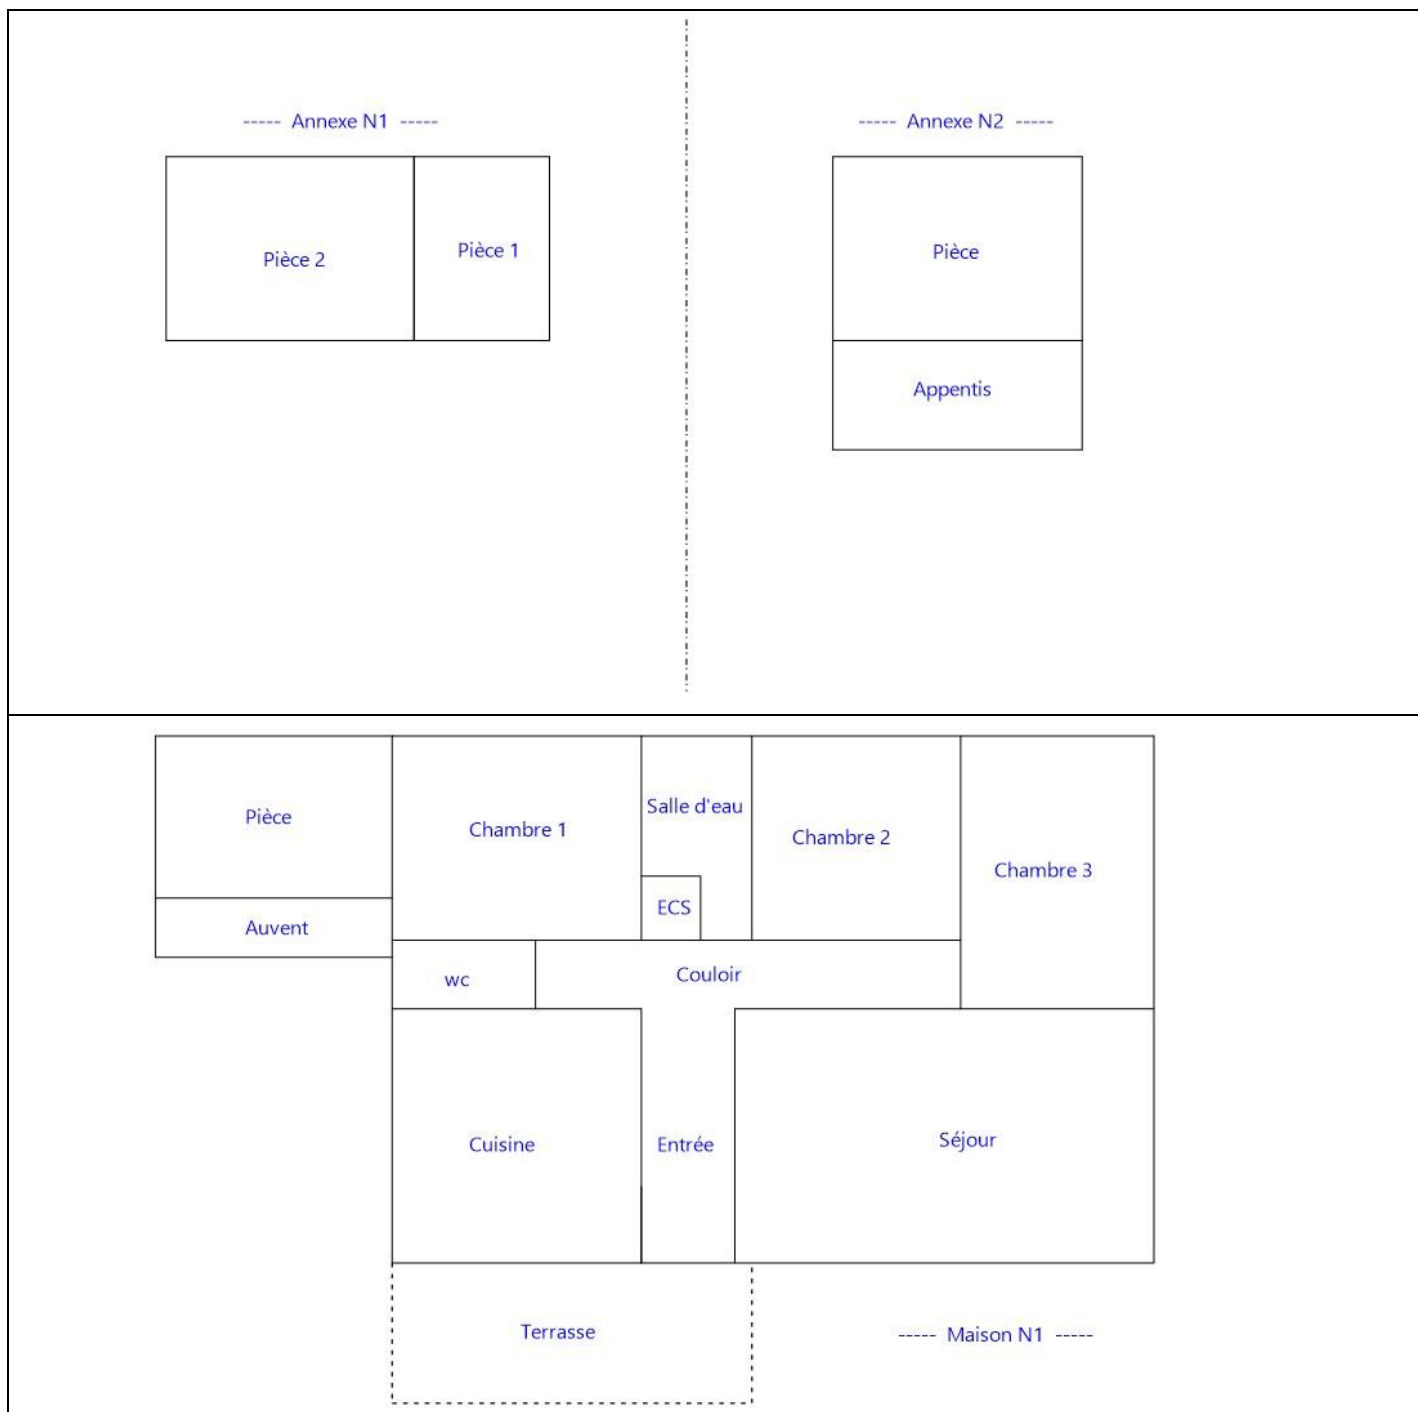 ----- Annexe N1 -----
----- Annexe N2 -----
Pièce 2
Pièce 1
Pièce
Appentis
Pièce
Chambre 1
Salle d'eau
Chambre 2
Chambre 3
ECS
Auvent
wc
Couloir
Cuisine
Entrée
Séjour
Terrasse
----- Maison N1 -----